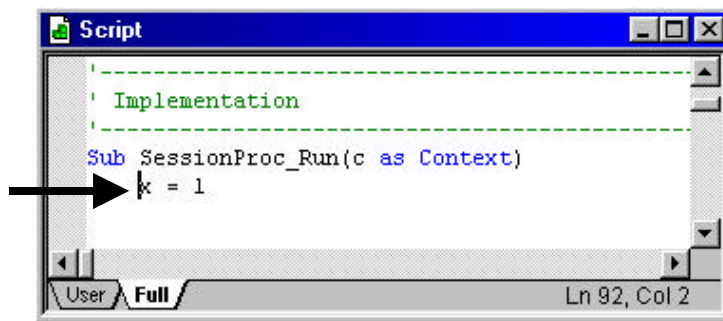 Script
'---------------------------------------------
' Implementation
'---------------------------------------------
Sub SessionProc_Run(c as Context)
x = 1
User Full Ln 92, Col 2